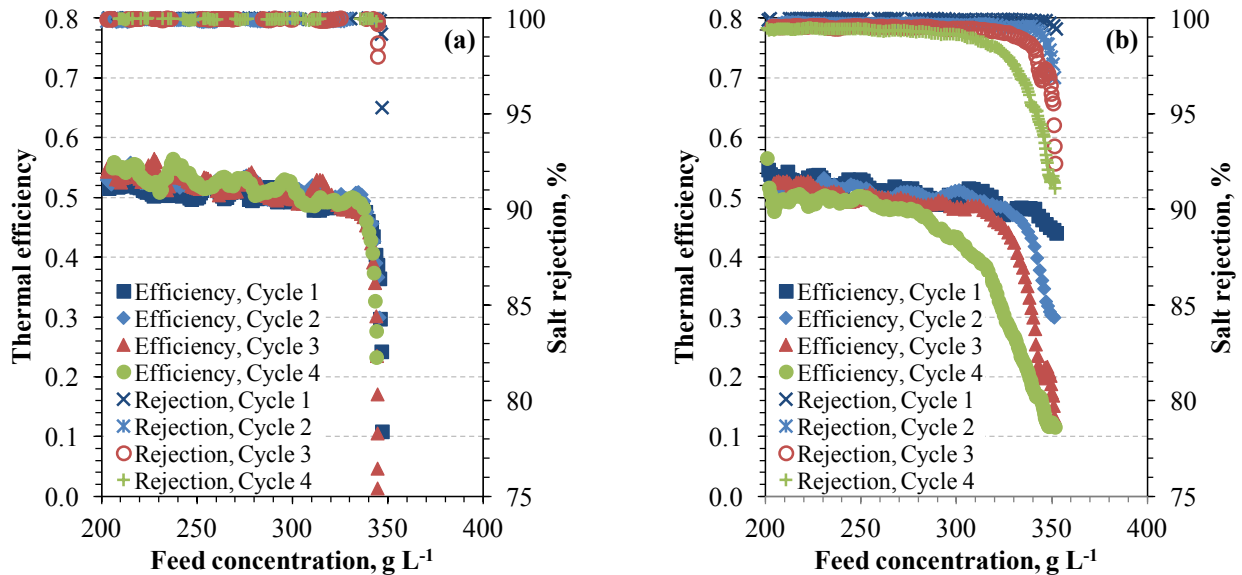 (a)
Thermal efficiency
0.8
0.7
0.6
0.5
0.4
0.3
0.2
0.1
0.0
Efficiency, Cycle 1
Efficiency, Cycle 2
Efficiency, Cycle 3
Efficiency, Cycle 4
Rejection, Cycle 1
Rejection, Cycle 2
Rejection, Cycle 3
Rejection, Cycle 4
100
95
90
85
80
75
Salt rejection, %
200 250 300 350 400
Feed concentration, g L-1
(b)
Thermal efficiency
0.8
0.7
0.6
0.5
0.4
0.3
0.2
0.1
0.0
Efficiency, Cycle 1
Efficiency, Cycle 2
Efficiency, Cycle 3
Efficiency, Cycle 4
Rejection, Cycle 1
Rejection, Cycle 2
Rejection, Cycle 3
Rejection, Cycle 4
100
95
90
85
80
75
Salt rejection, %
200 250 300 350 400
Feed concentration, g L-1